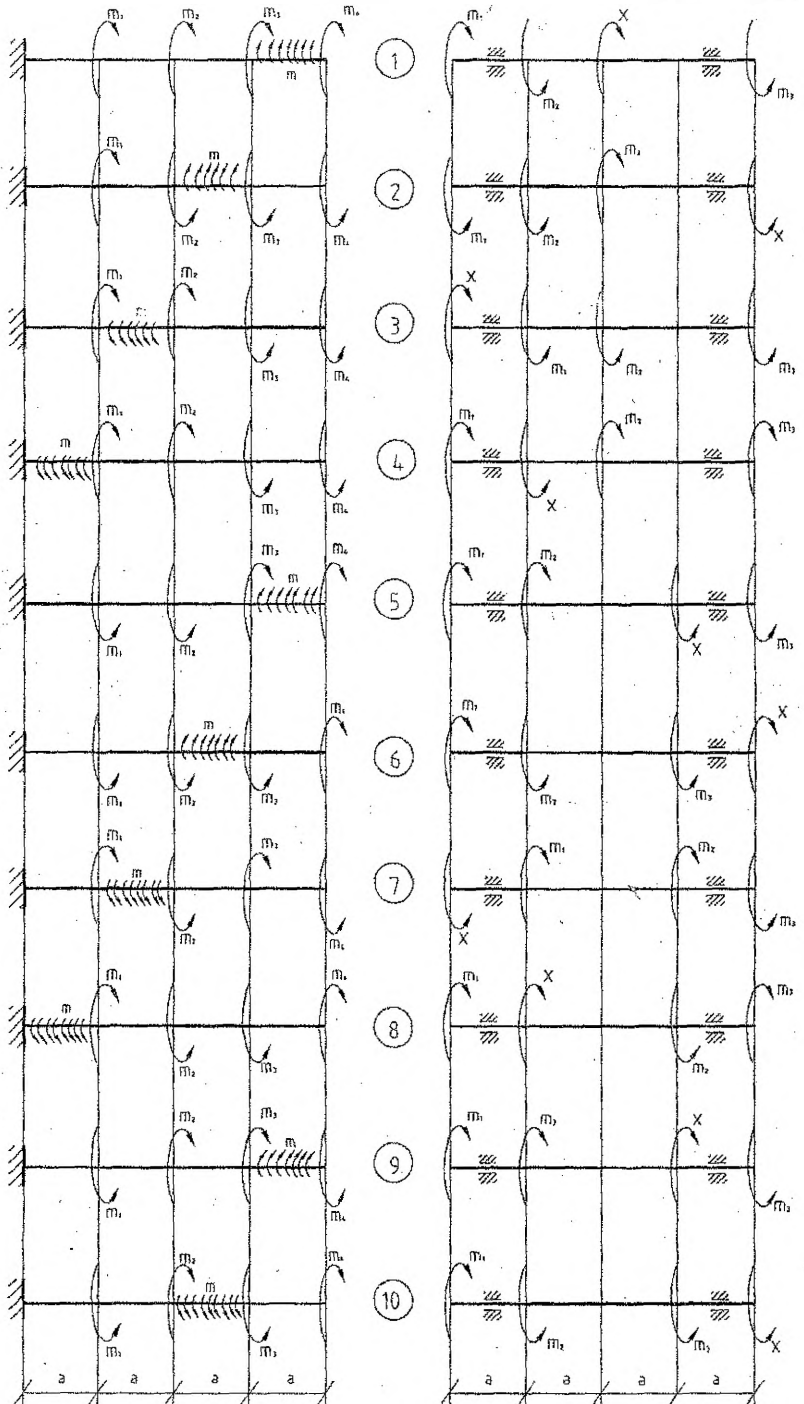 m₂ m₃ m₄ m₁ X
m 1 m₂ m₃
m₁ m m₃
2
m₂ m₃ m₄ m₁ m₂ X
m₁ m m₂ X
3
m₃ m₄ m₁ m₂ m₃
m m₁ m₂ m₁ m₂ m₃
4
m₃ m₄ X
m₃ m₄ m₁ m₂
m 5
m₁ m₂ X m₃
m m₄ m₁ X
6
m₁ m₂ m₃ m₂ m₃
m₁ m m₃ m₁ m₂
7
m₂ m₄ X m₃
m m₁ m₄ m₁ X m₃
8
m₂ m₃ m₂
m₂ m₃ m m₁ m₂ X
9
m₁ m₄ m₃
m₂ m m₄ m₁
10
m₁ m₃ m₂ m₃ X
a a a a a a a a